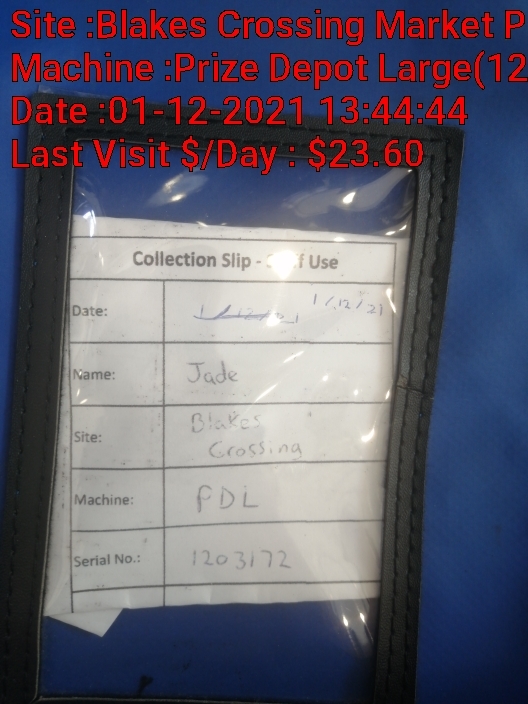 Site :Blakes Crossing Market P
Machine :Prize Depot Large(12
Date :01-12-2021 13:44:44
Last Visit $/Day : $23.60
Collection Slip - Use
Date: 1/12/21
Name: Jade
Site: Blakes
Crossing
Machine: PDL
Serial No.: 1203172